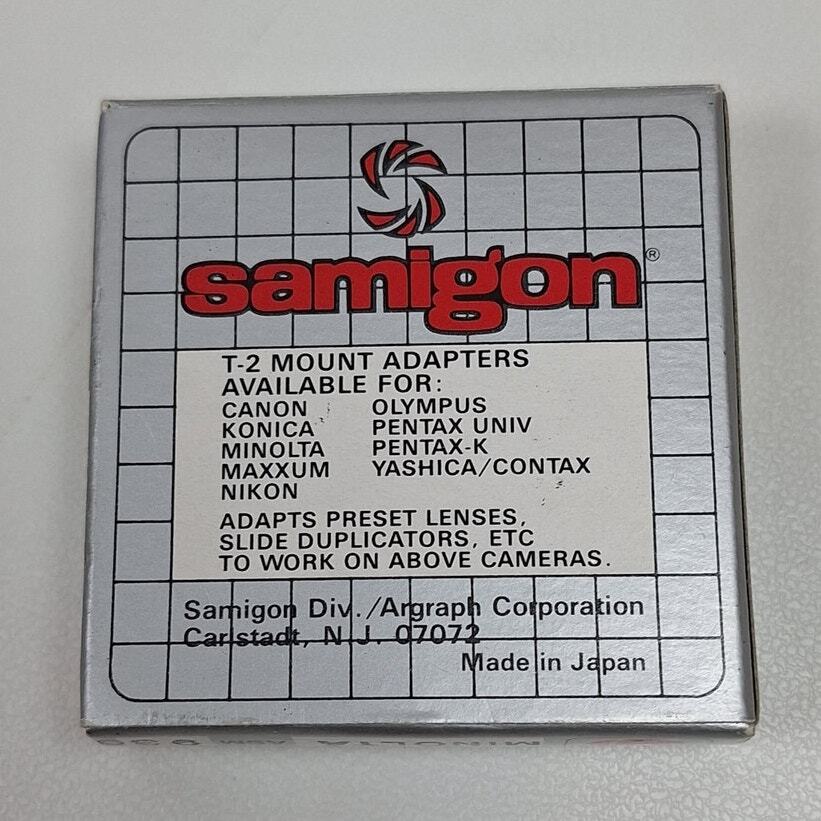 samigon®
T-2 MOUNT ADAPTERS
AVAILABLE FOR:
CANON OLYMPUS
KONICA PENTAX UNIV
MINOLTA PENTAX-K
MAXXUM YASHICA/CONTAX
NIKON
ADAPTS PRESET LENSES,
SLIDE DUPLICATORS, ETC
TO WORK ON ABOVE CAMERAS.
Samigon Div./Argraph Corporation
Carlstadt, N.J. 07072
Made in Japan
MINOLTA